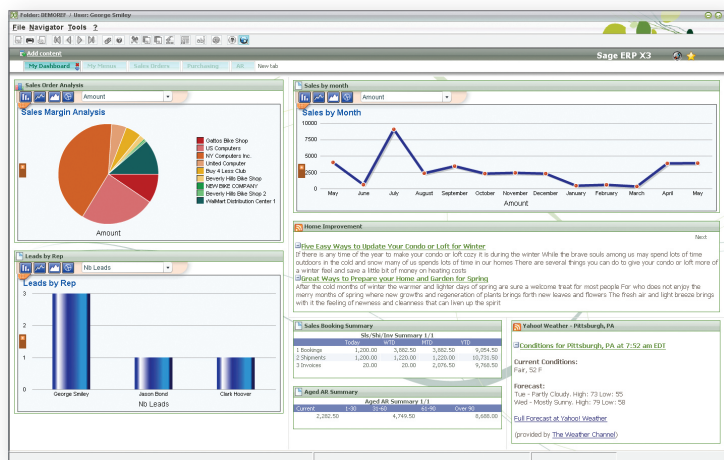 Folder: DEMOREF / User: George Smiley
File Navigator Tools ?
Add content
Sage ERP X3
My Dashboard My Menus Sales Orders Purchasing AR New tab
Sales Order Analysis
Amount
Sales Margin Analysis
Gattos Bike Shop
US Computers
NY Computers Inc.
United Computer
Buy 4 Less Club
Beverly Hills Bike Shop
NEW BIKE COMPANY
Beverly Hills Bike Shop 2
WalMart Distribution Center 1
Amount
Sales by month
Amount
Sales by Month
10000
7500
5000
2500
0
May June July August September October November December January February March April May
Amount
Home Improvement
Next
Five Easy Ways to Update Your Condo or Loft for Winter
If there is any time of the year to make your condo or loft cozy it is during the winter While the brave souls among us may spend lots of time
outdoors in the cold and snow many of us spends lots of time in our homes There are several things you can do to give your condo or loft more of
a winter feel and save a little bit of money on heating costs
Great Ways to Prepare your Home and Garden for Spring
After the cold months of winter the warmer and lighter days of spring are sure a welcome treat for most people For who does not enjoy the
merry months of spring where new growths and regeneration of plants brings forth new leaves and flowers The fresh air and light breeze brings
with it the feeling of newness and cleanness that can liven up the spirit
Leads by Rep
Nb Leads
Leads by Rep
3
2
1
0
George Smiley Jason Bond Clark Hoover
Nb Leads
Sales Booking Summary
Sls/Shi/Inv Summary 1/1
Today WTD MTD YTD
1 Bookings 1,200.00 3,882.50 3,882.50 9,854.50
2 Shipments 1,200.00 1,220.00 1,220.00 10,731.50
3 Invoices 20.00 20.00 2,076.50 9,768.50
Aged AR Summary
Aged AR Summary 1/1
Current 1-30 31-60 61-90 Over 90
2,282.50 4,749.50 8,688.00
Yahoo! Weather - Pittsburgh, PA
Conditions for Pittsburgh, PA at 7:52 am EDT
Current Conditions:
Fair, 52 F
Forecast:
Tue - Partly Cloudy. High: 73 Low: 55
Wed - Mostly Sunny. High: 79 Low: 58
Full Forecast at Yahoo! Weather
(provided by The Weather Channel)